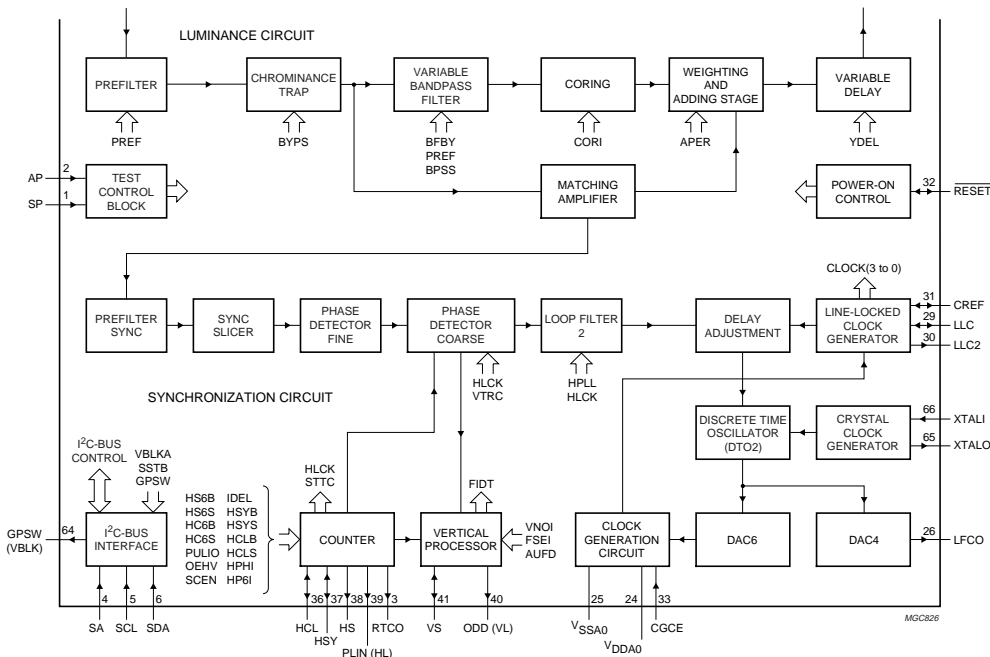 LUMINANCE CIRCUIT
PREFILTER
CHROMINANCE
TRAP
VARIABLE
BANDPASS
FILTER
CORING
WEIGHTING
AND
ADDING STAGE
VARIABLE
DELAY
PREF
BYPS
BFBY
PREF
BPSS
CORI
APER
YDEL
AP
2
SP
1
TEST
CONTROL
BLOCK
MATCHING
AMPLIFIER
POWER-ON
CONTROL
32
RESET
CLOCK(3 to 0)
PREFILTER
SYNC
SYNC
SLICER
PHASE
DETECTOR
FINE
PHASE
DETECTOR
COARSE
LOOP FILTER
2
DELAY
ADJUSTMENT
LINE-LOCKED
CLOCK
GENERATOR
31
CREF
29
LLC
30
LLC2
HLCK
VTRC
HPLL
HLCK
SYNCHRONIZATION CIRCUIT
DISCRETE TIME
OSCILLATOR
(DTO2)
CRYSTAL
CLOCK
GENERATOR
66
XTALI
65
XTALO
I²C-BUS
CONTROL
VBLKA
SSTB
GPSW
HLCK
STTC
FIDT
HS6B IDEL
HS6S HSYB
HC6B HSYS
HC6S HCLB
PULIO HCLS
OEHV HPHI
SCEN HP6I
GPSW
(VBLK)
64
I²C-BUS
INTERFACE
COUNTER
VERTICAL
PROCESSOR
VNOI
FSEI
AUFD
CLOCK
GENERATION
CIRCUIT
DAC6
DAC4
26
LFCO
4 5 6
36 37 38 39 3
41 40
25 24 33
SA SCL SDA
HCL
HSY
HS
PLIN (HL)
RTCO
VS
ODD (VL)
VSSA0
VDDA0
CGCE
MGC826